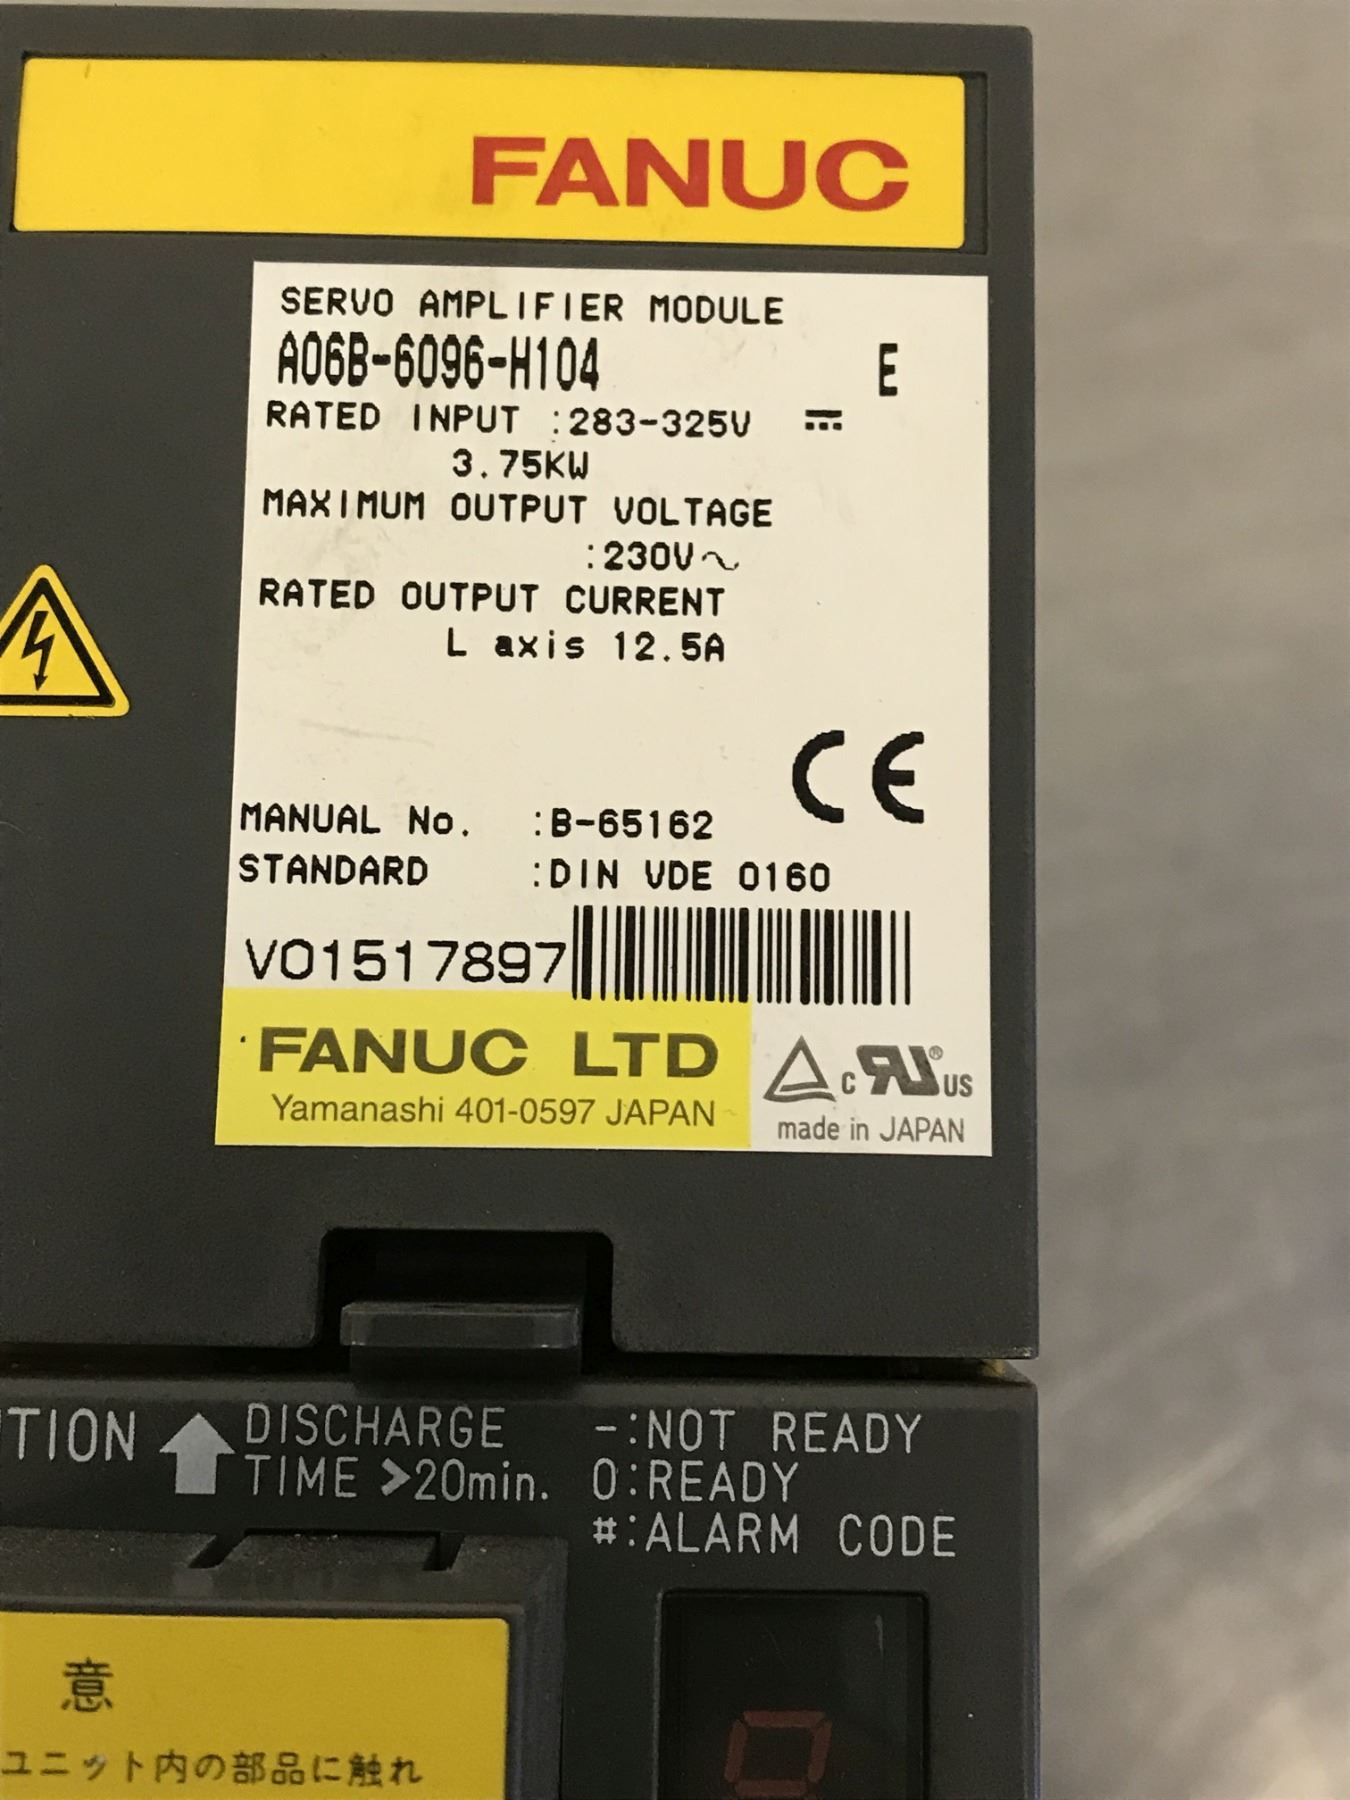 FANUC
SERVO AMPLIFIER MODULE
A06B-6096-H104 E
RATED INPUT :283-325V ⎓
3.75KW
MAXIMUM OUTPUT VOLTAGE
:230V~
RATED OUTPUT CURRENT
L axis 12.5A
CE
MANUAL No. :B-65162
STANDARD :DIN VDE 0160
V01517897
FANUC LTD
Yamanashi 401-0597 JAPAN
c RU ® US
made in JAPAN
TION
DISCHARGE
TIME >20min.
-:NOT READY
0:READY
#:ALARM CODE
意
ユニット内の部品に触れ